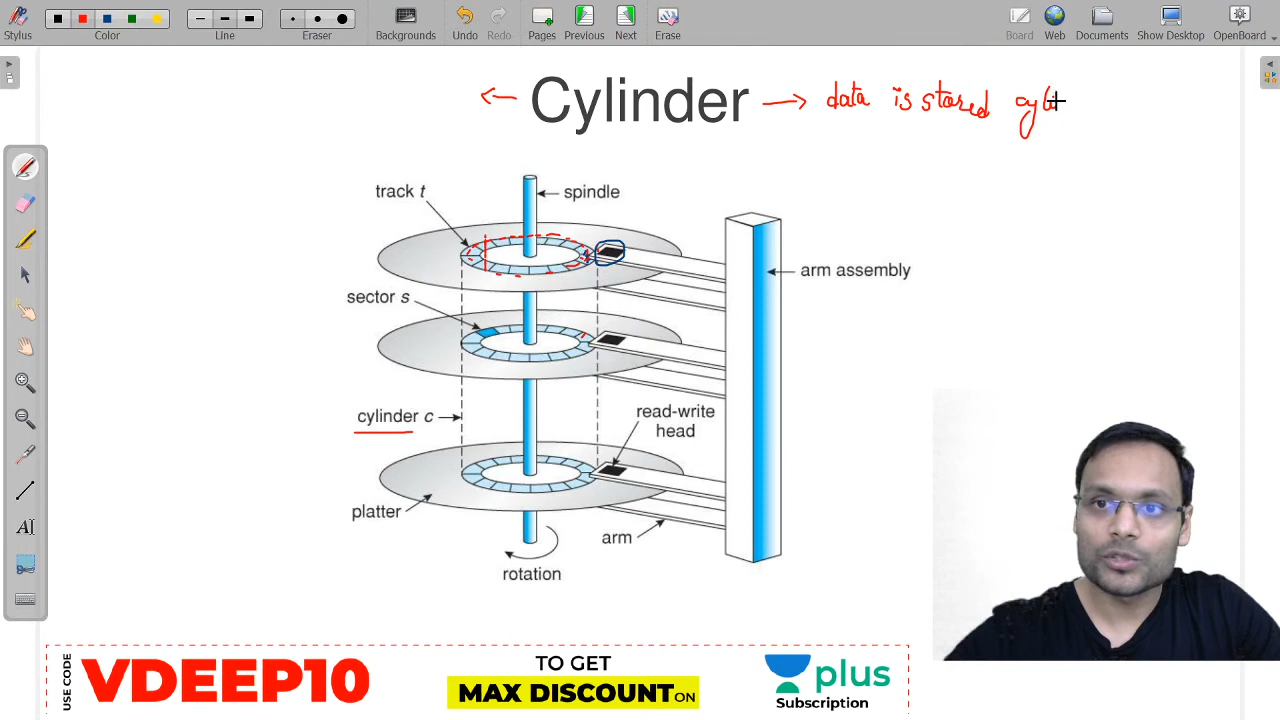 Stylus
Color
Line
Eraser
Backgrounds
Undo
Redo
Pages
Previous
Next
Erase
Board
Web
Documents
Show Desktop
OpenBoard
← Cylinder → data is stored cyl
track t
spindle
arm assembly
sector s
cylinder c
read-write
head
platter
arm
rotation
USE CODE
VDEEP10
TO GET
MAX DISCOUNT ON
plus
Subscription